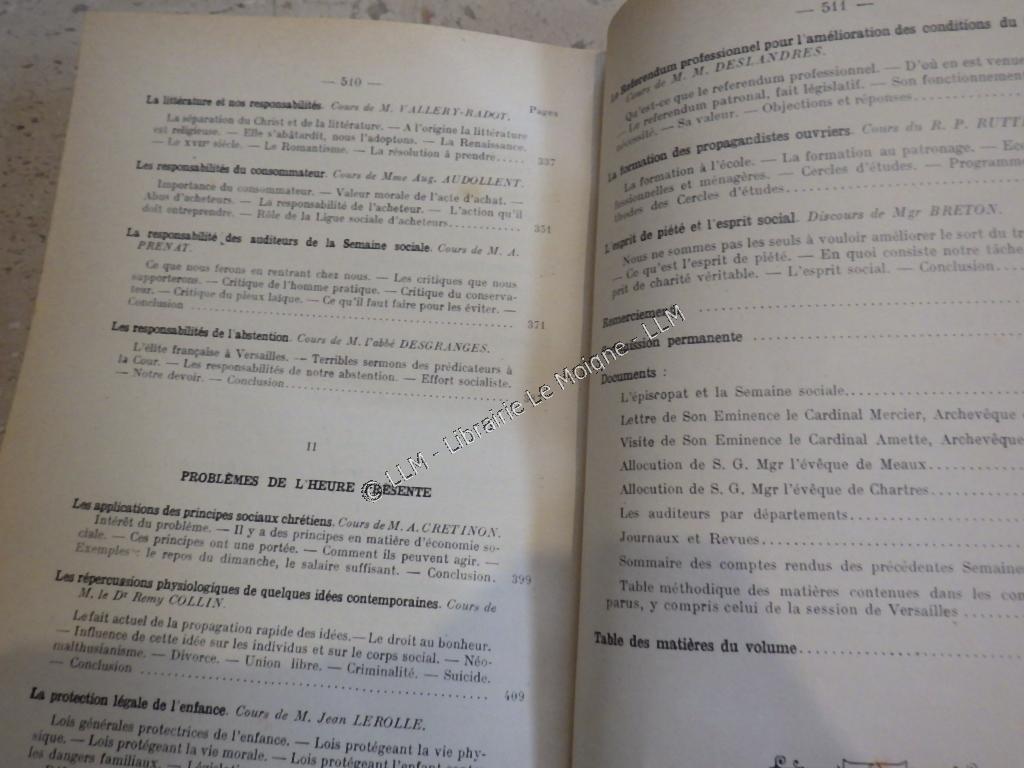 — 510 —
Pages
La littérature et nos responsabilités. Cours de M. VALLERY-RADOT.
La séparation du Christ et de la littérature. — A l'origine la littérature
est religieuse. — Elle s'abâtardit, nous l'adoptons. — La Renaissance.
— Le XVIIe siècle. — Le Romantisme. — La résolution à prendre..... 337
Les responsabilités du consommateur. Cours de Mme Aug. AUDOLLENT.
Importance du consommateur. — Valeur morale de l'acte d'achat. —
Abus d'acheteurs. — La responsabilité de l'acheteur. — L'action qu'il
doit entreprendre. — Rôle de la Ligue sociale d'acheteurs........ 351
La responsabilité des auditeurs de la Semaine sociale. Cours de M. A.
PRENAT.
Ce que nous ferons en rentrant chez nous. — Les critiques que nous
supporterons. — Critique de l'homme pratique. — Critique du conserva-
teur. — Critique du pieux laïque. — Ce qu'il faut faire pour les éviter. —
Conclusion ........ 371
Les responsabilités de l'abstention. Cours de M. l'abbé DESGRANGES.
L'élite française à Versailles. — Terribles sermons des prédicateurs à
la Cour. — Les responsabilités de notre abstention. — Effort socialiste.
— Notre devoir. — Conclusion........
II
PROBLÈMES DE L'HEURE PRÉSENTE
Les applications des principes sociaux chrétiens. Cours de M. A. CRETINON.
Intérêt du problème. — Il y a des principes en matière d'économie so-
ciale. — Ces principes ont une portée. — Comment ils peuvent agir. —
Exemples : le repos du dimanche, le salaire suffisant. — Conclusion. 399
Les répercussions physiologiques de quelques idées contemporaines. Cours de
M. le Dr Remy COLLIN.
Le fait actuel de la propagation rapide des idées.— Le droit au bonheur.
— Influence de cette idée sur les individus et sur le corps social. — Néo-
malthusianisme. — Divorce. — Union libre. — Criminalité. — Suicide.
— Conclusion ........ 409
La protection légale de l'enfance. Cours de M. Jean LEROLLE.
Lois générales protectrices de l'enfance. — Lois protégeant la vie phy-
sique. — Lois protégeant la vie morale. — Lois protégeant l'enfant
les dangers familiaux.
— 511 —
Le Referendum professionnel pour l'amélioration des conditions du
Cours de M. M. DESLANDRES.
Qu'est-ce que le referendum professionnel. — D'où en est venue
— Le referendum patronal, fait législatif. — Son fonctionnement
nécessité. — Sa valeur. — Objections et réponses........
La formation des propagandistes ouvriers. Cours du R. P. RUTT
La formation à l'école. — La formation au patronage. — Eco
fessionnelles et ménagères. — Cercles d'études. — Programme
thodes des Cercles d'études........
L'esprit de piété et l'esprit social. Discours de Mgr BRETON.
Nous ne sommes pas les seuls à vouloir améliorer le sort du tr
— Ce qu'est l'esprit de piété. — En quoi consiste notre tâche
prit de charité véritable. — L'esprit social. — Conclusion........
Remerciements ........
Commission permanente ........
Documents :
L'épiscopat et la Semaine sociale........
Lettre de Son Eminence le Cardinal Mercier, Archevêque
Visite de Son Eminence le Cardinal Amette, Archevêque
Allocution de S. G. Mgr l'évêque de Meaux........
Allocution de S. G. Mgr l'évêque de Chartres........
Les auditeurs par départements........
Journaux et Revues........
Sommaire des comptes rendus des précédentes Semaines
Table méthodique des matières contenues dans les com
parus, y compris celui de la session de Versailles ........
Table des matières du volume........
© LLM - Librairie Le Moigne - LLM